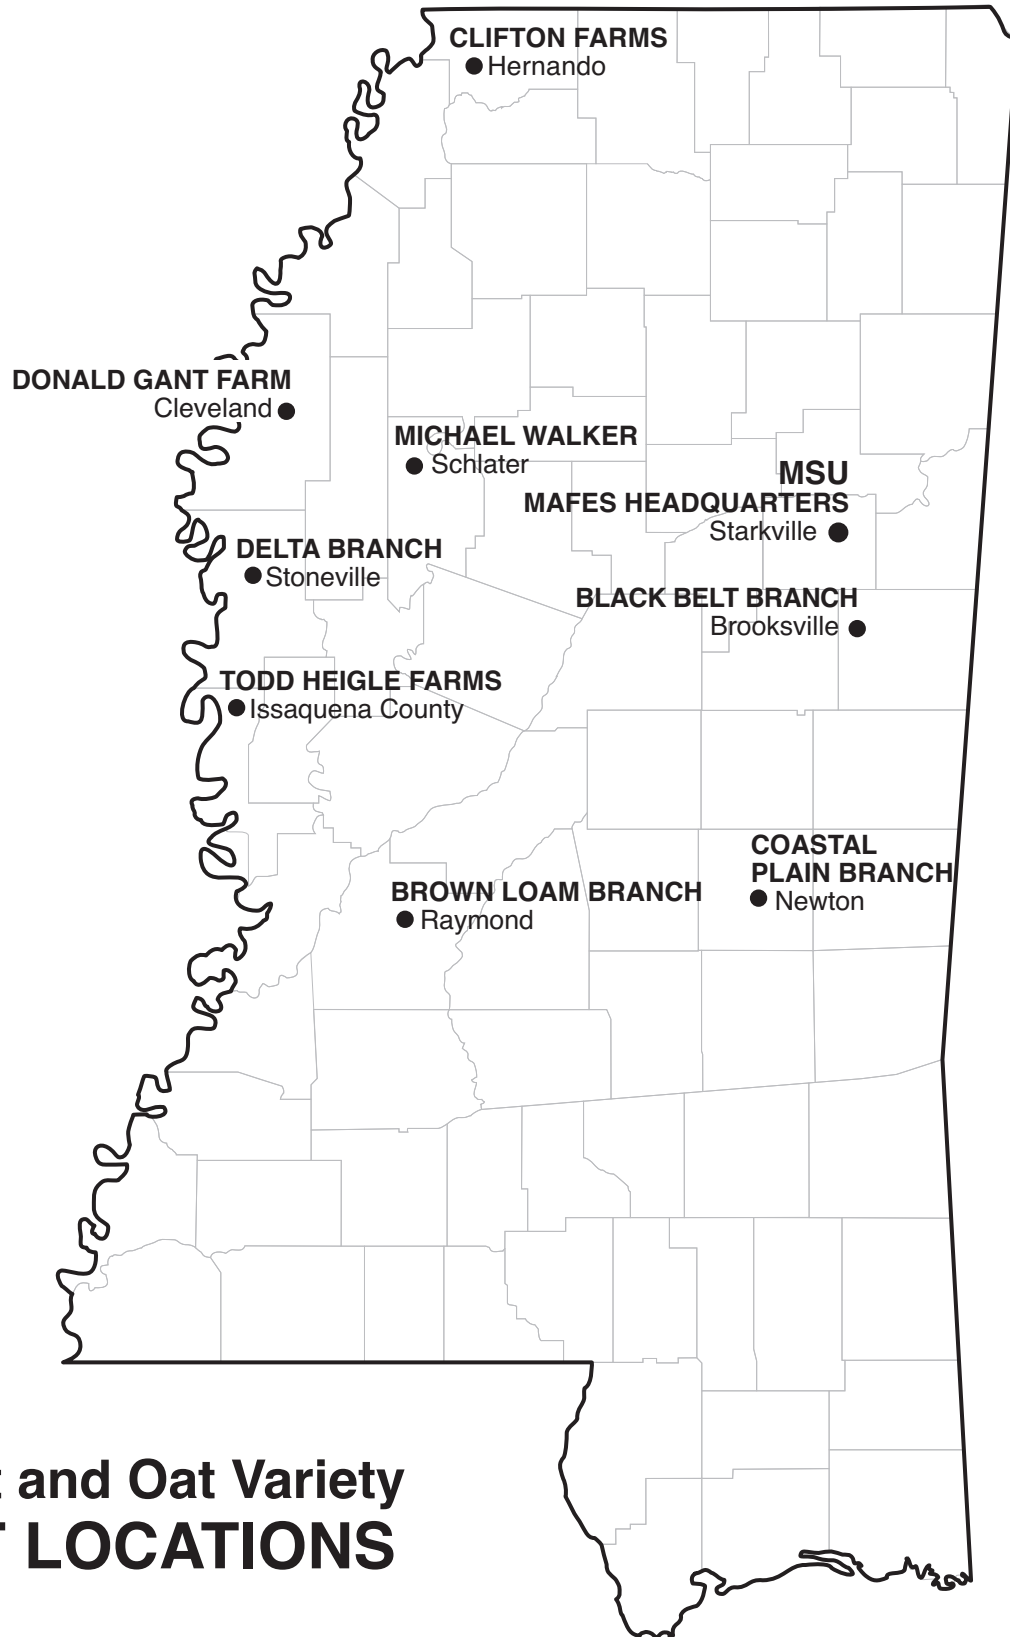 CLIFTON FARMS
Hernando
DONALD GANT FARM
Cleveland
MICHAEL WALKER
Schlater
MSU
MAFES HEADQUARTERS
Starkville
DELTA BRANCH
Stoneville
BLACK BELT BRANCH
Brooksville
TODD HEIGLE FARMS
Issaquena County
COASTAL
PLAIN BRANCH
Newton
BROWN LOAM BRANCH
Raymond
and Oat Variety
LOCATIONS